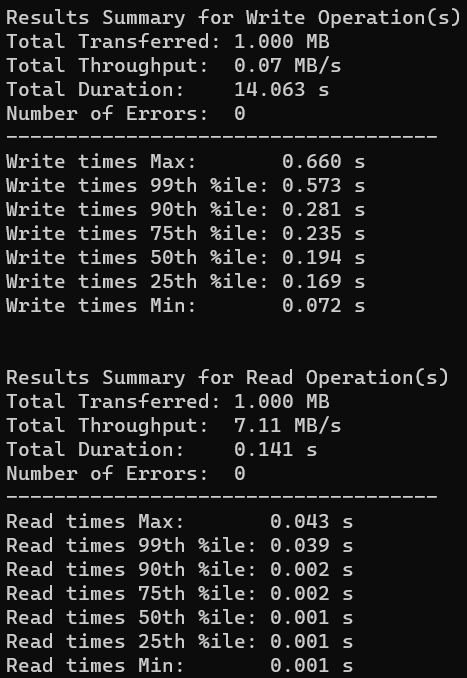 Results Summary for Write Operation(s)
Total Transferred: 1.000 MB
Total Throughput:  0.07 MB/s
Total Duration:    14.063 s
Number of Errors:  0
------------------------------------
Write times Max:       0.660 s
Write times 99th %ile: 0.573 s
Write times 90th %ile: 0.281 s
Write times 75th %ile: 0.235 s
Write times 50th %ile: 0.194 s
Write times 25th %ile: 0.169 s
Write times Min:       0.072 s
Results Summary for Read Operation(s)
Total Transferred: 1.000 MB
Total Throughput:  7.11 MB/s
Total Duration:    0.141 s
Number of Errors:  0
------------------------------------
Read times Max:       0.043 s
Read times 99th %ile: 0.039 s
Read times 90th %ile: 0.002 s
Read times 75th %ile: 0.002 s
Read times 50th %ile: 0.001 s
Read times 25th %ile: 0.001 s
Read times Min:       0.001 s